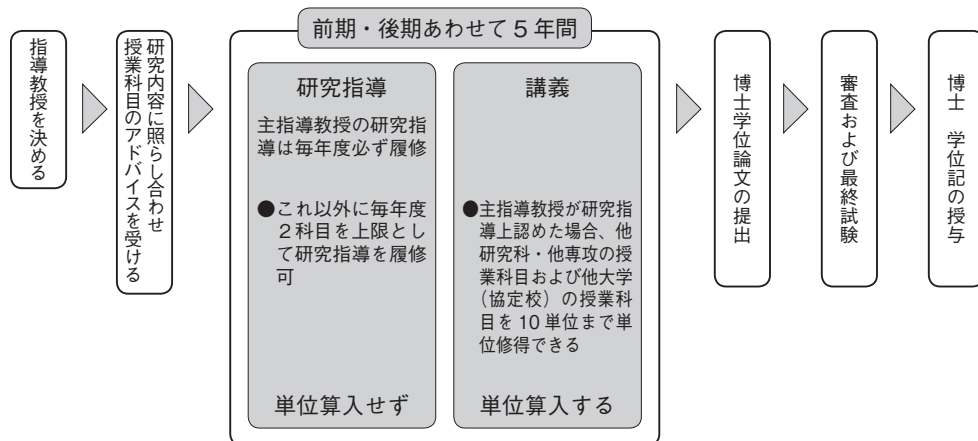 指導教授を決める
研究内容に照らし合わせ
授業科目のアドバイスを受ける
前期・後期あわせて5年間
研究指導
主指導教授の研究指
導は毎年度必ず履修
●これ以外に毎年度
２科目を上限とし
て研究指導を履修
可
単位算入せず
講義
●主指導教授が研究指
導上認めた場合、他
研究科・他専攻の授
業科目および他大学
（協定校）の授業科
目を 10 単位まで単
位修得できる
単位算入する
博士学位論文の提出
審査および最終試験
博士　学位記の授与